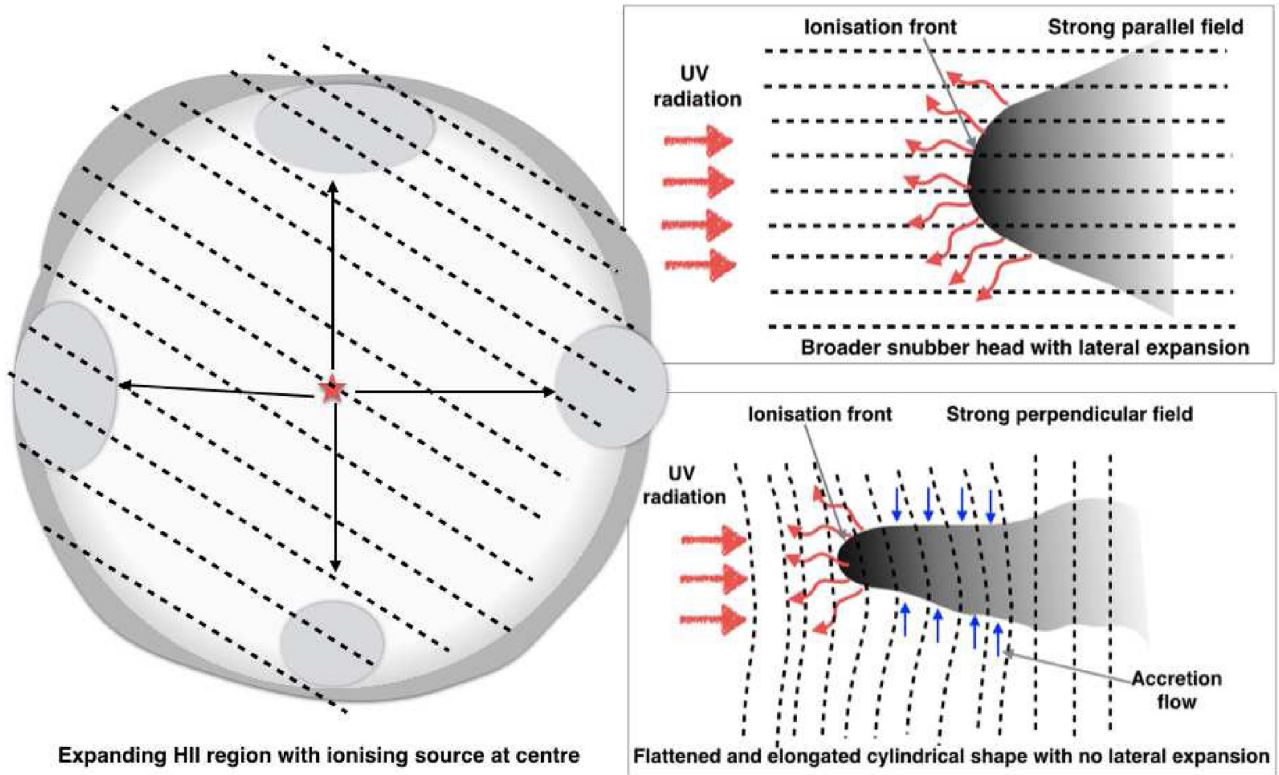 Expanding HII region with ionising source at centre
Ionisation front
Strong parallel field
UV
radiation
Broader snubber head with lateral expansion
Ionisation front
Strong perpendicular field
UV
radiation
Accretion
flow
Flattened and elongated cylindrical shape with no lateral expansion